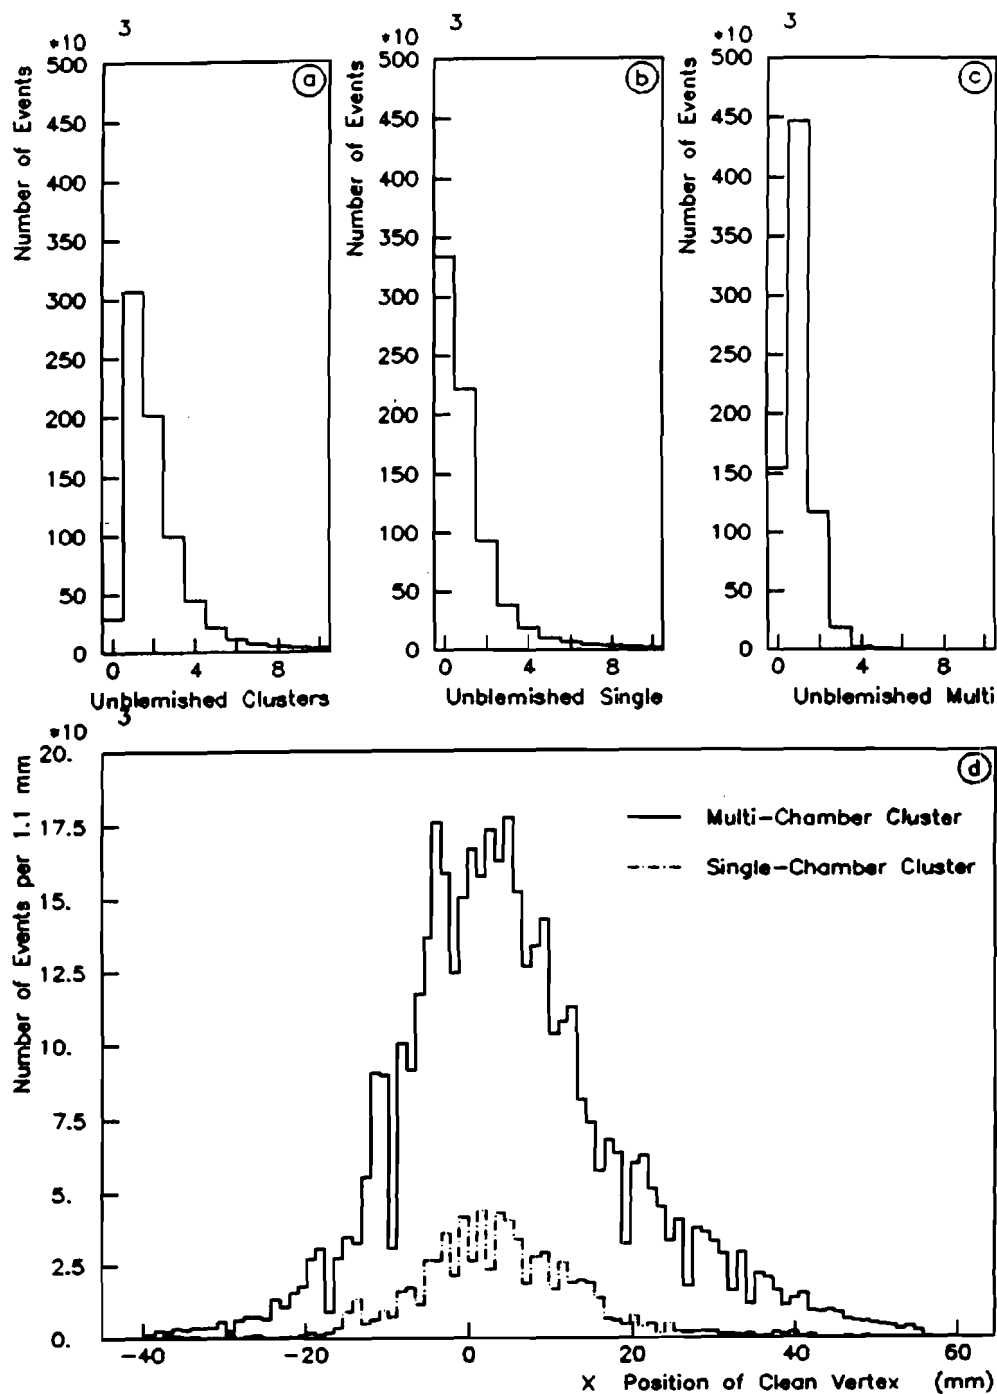 *10 3
500
450
400
350
300
250
200
150
100
50
0
Number of Events
a
0 4 8
Unblemished Clusters
*10 3
500
450
400
350
300
250
200
150
100
50
0
Number of Events
b
0 4 8
Unblemished Single
*10 3
500
450
400
350
300
250
200
150
100
50
0
Number of Events
c
0 4 8
Unblemished Multi
*10 3
20.
17.5
15.
12.5
10.
7.5
5.
2.5
0.
Number of Events per 1.1 mm
d
Multi-Chamber Cluster
Single-Chamber Cluster
-40 -20 0 20 40 60
X Position of Clean Vertex (mm)